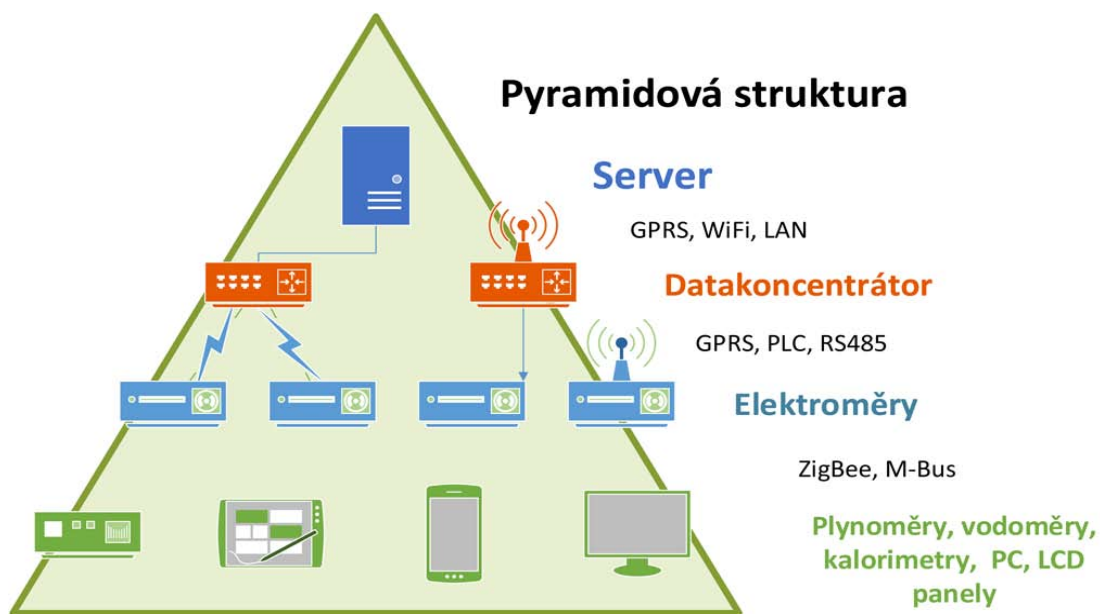 Pyramidová struktura
Server
GPRS, WiFi, LAN
Datakoncentrátor
GPRS, PLC, RS485
Elektroměry
ZigBee, M-Bus
Plynoměry, vodoměry,
kalorimetry, PC, LCD
panely